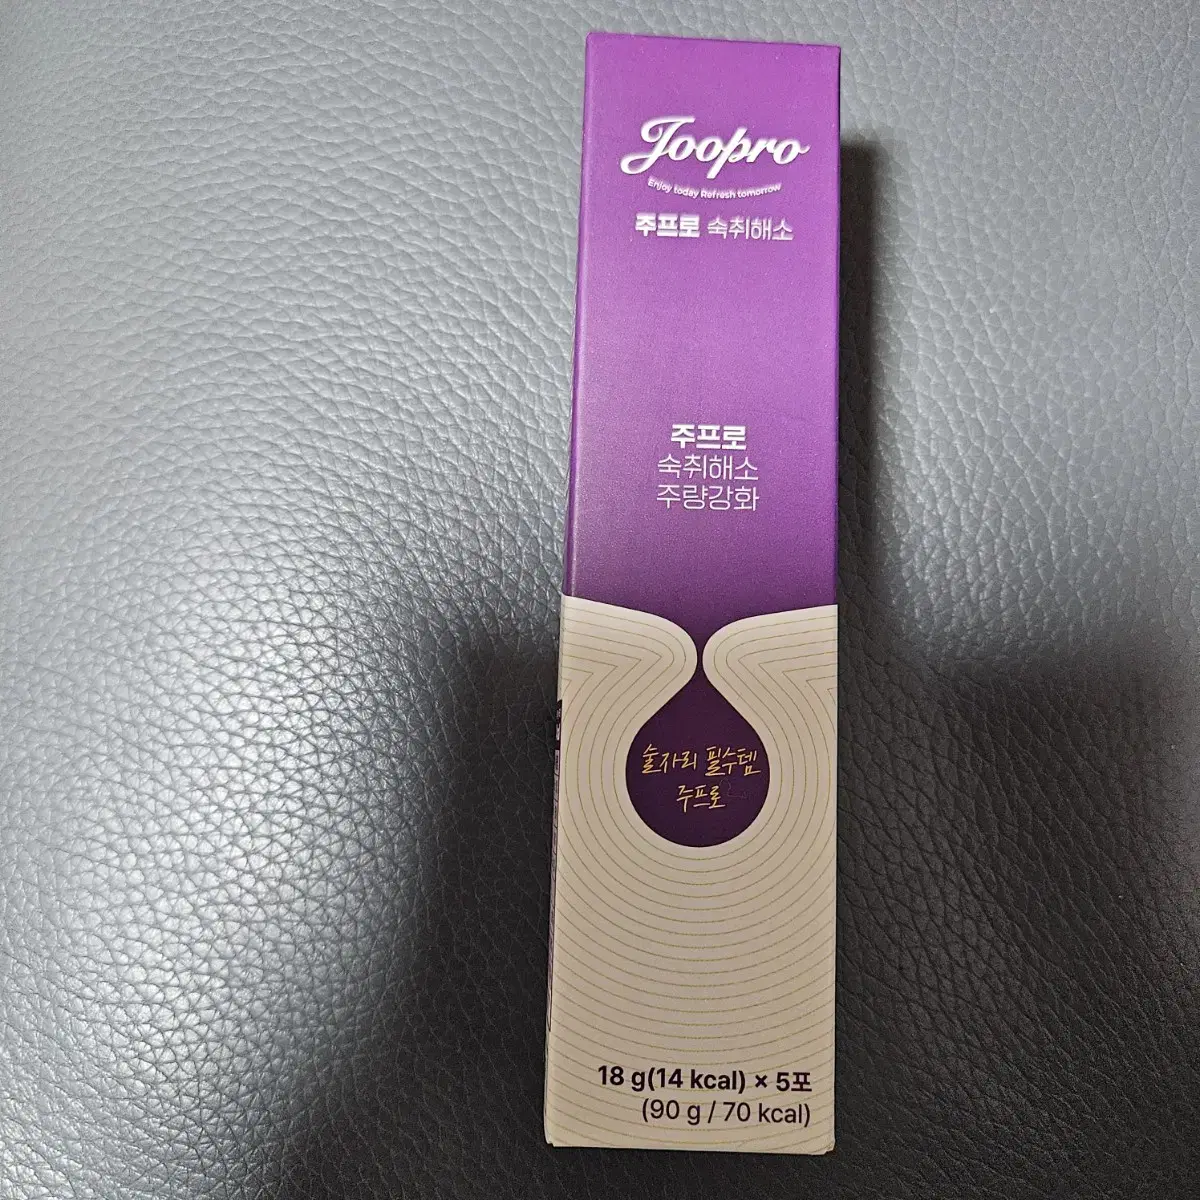 Joopro
Enjoy today Refresh tomorrow
주프로 숙취해소
주프로
숙취해소
주량강화
술자리 필수템
주프로
18 g(14 kcal) × 5포
(90 g / 70 kcal)